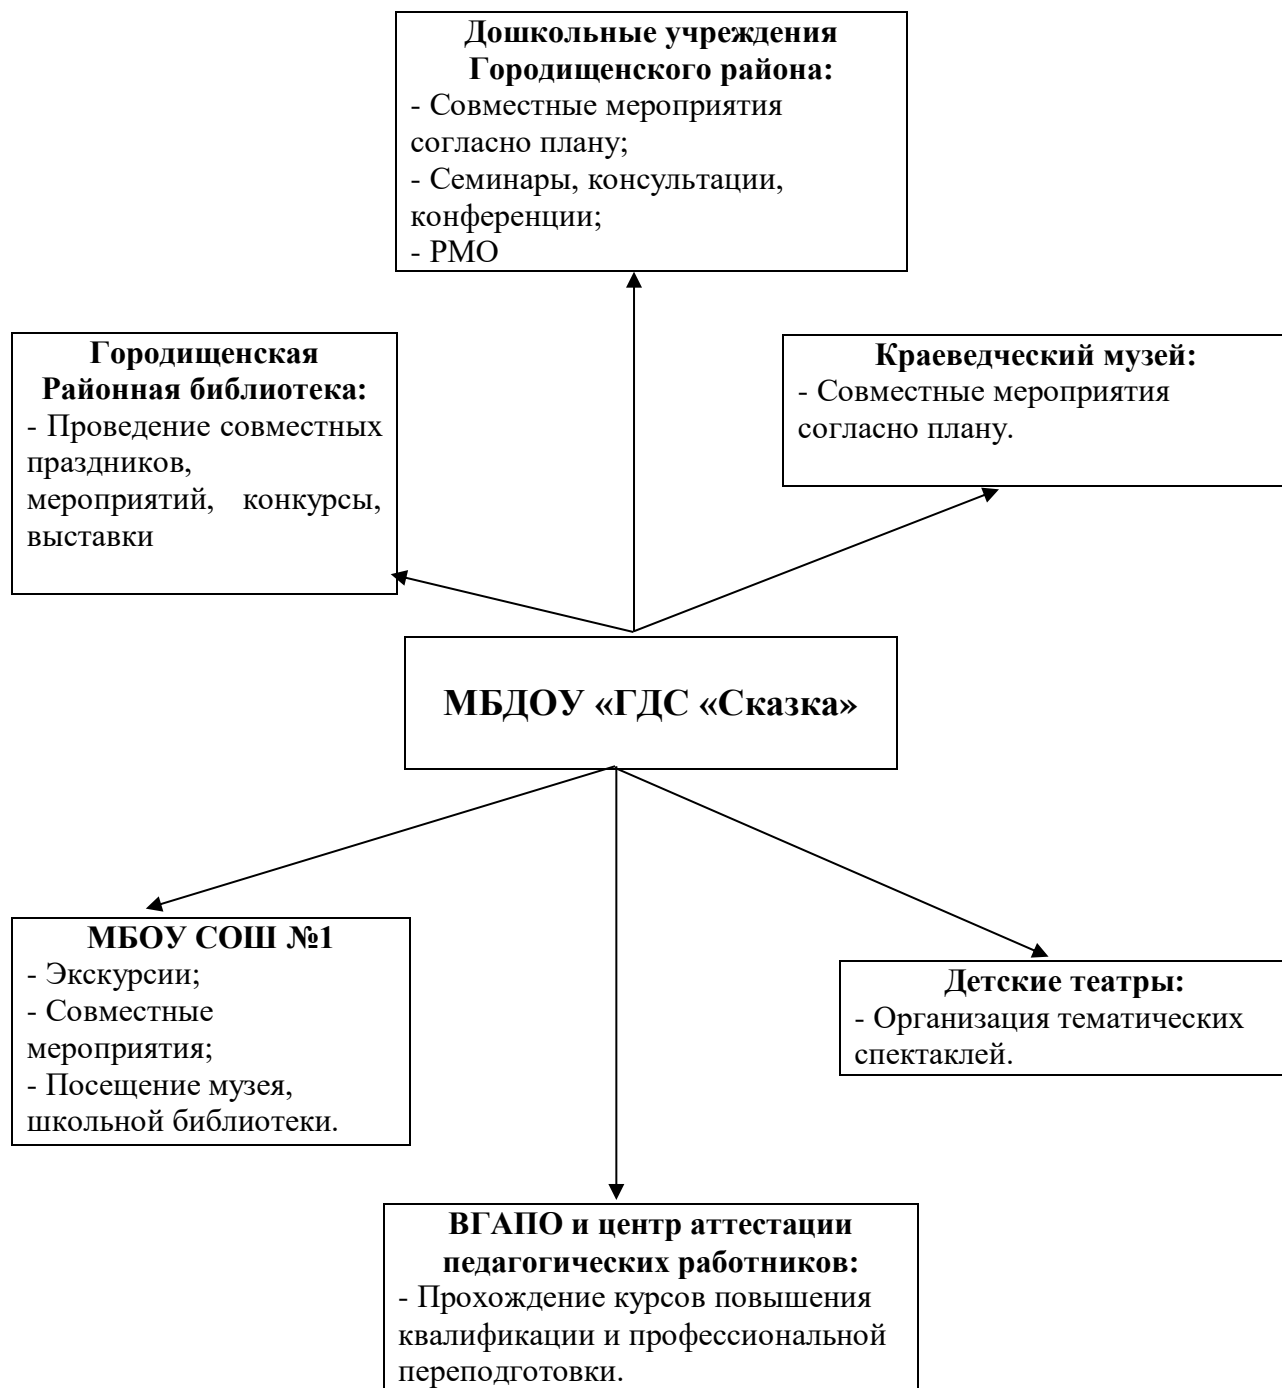 Дошкольные учреждения
Городищенского района:
- Совместные мероприятия
согласно плану;
- Семинары, консультации,
конференции;
- РМО
Городищенская
Районная библиотека:
- Проведение совместных
праздников,
мероприятий, конкурсы,
выставки
Краеведческий музей:
- Совместные мероприятия
согласно плану.
МБДОУ «ГДС «Сказка»
МБОУ СОШ №1
- Экскурсии;
- Совместные
мероприятия;
- Посещение музея,
школьной библиотеки.
Детские театры:
- Организация тематических
спектаклей.
ВГАПО и центр аттестации
педагогических работников:
- Прохождение курсов повышения
квалификации и профессиональной
переподготовки.